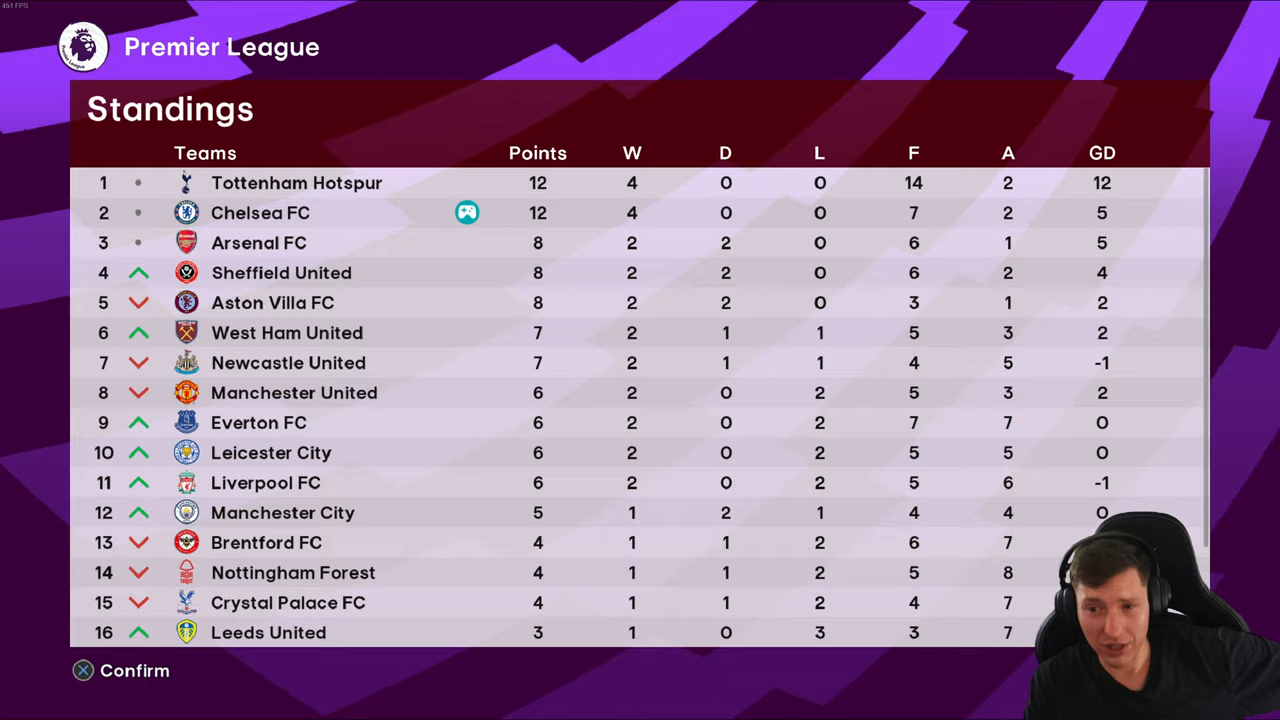 451 FPS
Premier League
Standings
Teams Points W D L F A GD
1 Tottenham Hotspur 12 4 0 0 14 2 12
2 Chelsea FC 12 4 0 0 7 2 5
3 Arsenal FC 8 2 2 0 6 1 5
4 Sheffield United 8 2 2 0 6 2 4
5 Aston Villa FC 8 2 2 0 3 1 2
6 West Ham United 7 2 1 1 5 3 2
7 Newcastle United 7 2 1 1 4 5 -1
8 Manchester United 6 2 0 2 5 3 2
9 Everton FC 6 2 0 2 7 7 0
10 Leicester City 6 2 0 2 5 5 0
11 Liverpool FC 6 2 0 2 5 6 -1
12 Manchester City 5 1 2 1 4 4 0
13 Brentford FC 4 1 1 2 6 7
14 Nottingham Forest 4 1 1 2 5 8
15 Crystal Palace FC 4 1 1 2 4 7
16 Leeds United 3 1 0 3 3 7
Confirm